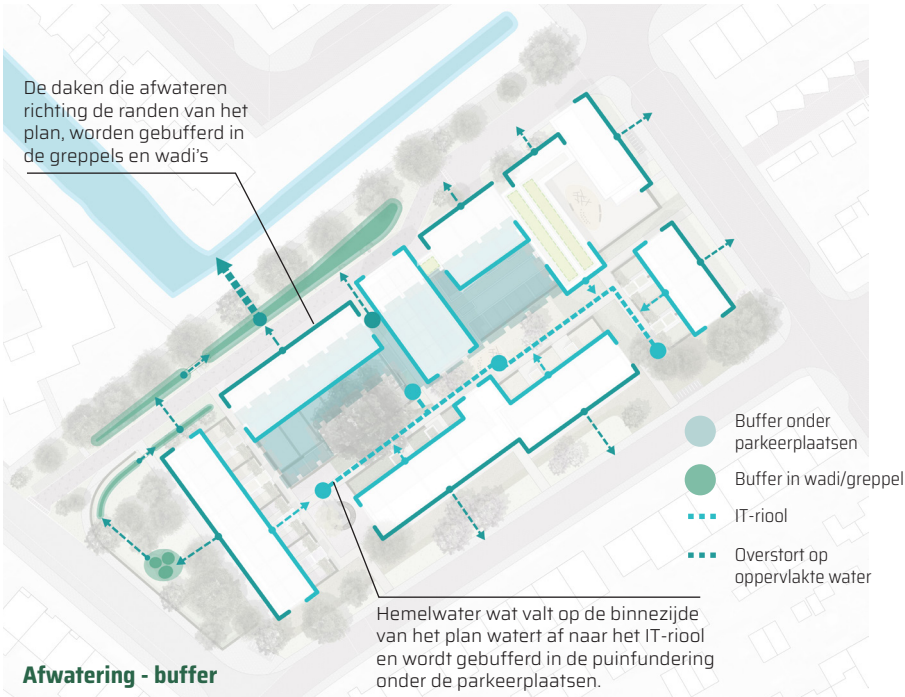 De daken die afwateren
richting de randen van het
plan, worden gebufferd in
de greppels en wadi's
Buffer onder
parkeerplaatsen
Buffer in wadi/greppel
IT-riool
Overstort op
oppervlakte water
Hemelwater wat valt op de binnezijde
van het plan watert af naar het IT-riool
en wordt gebufferd in de puinfundering
onder de parkeerplaatsen.
Afwatering - buffer